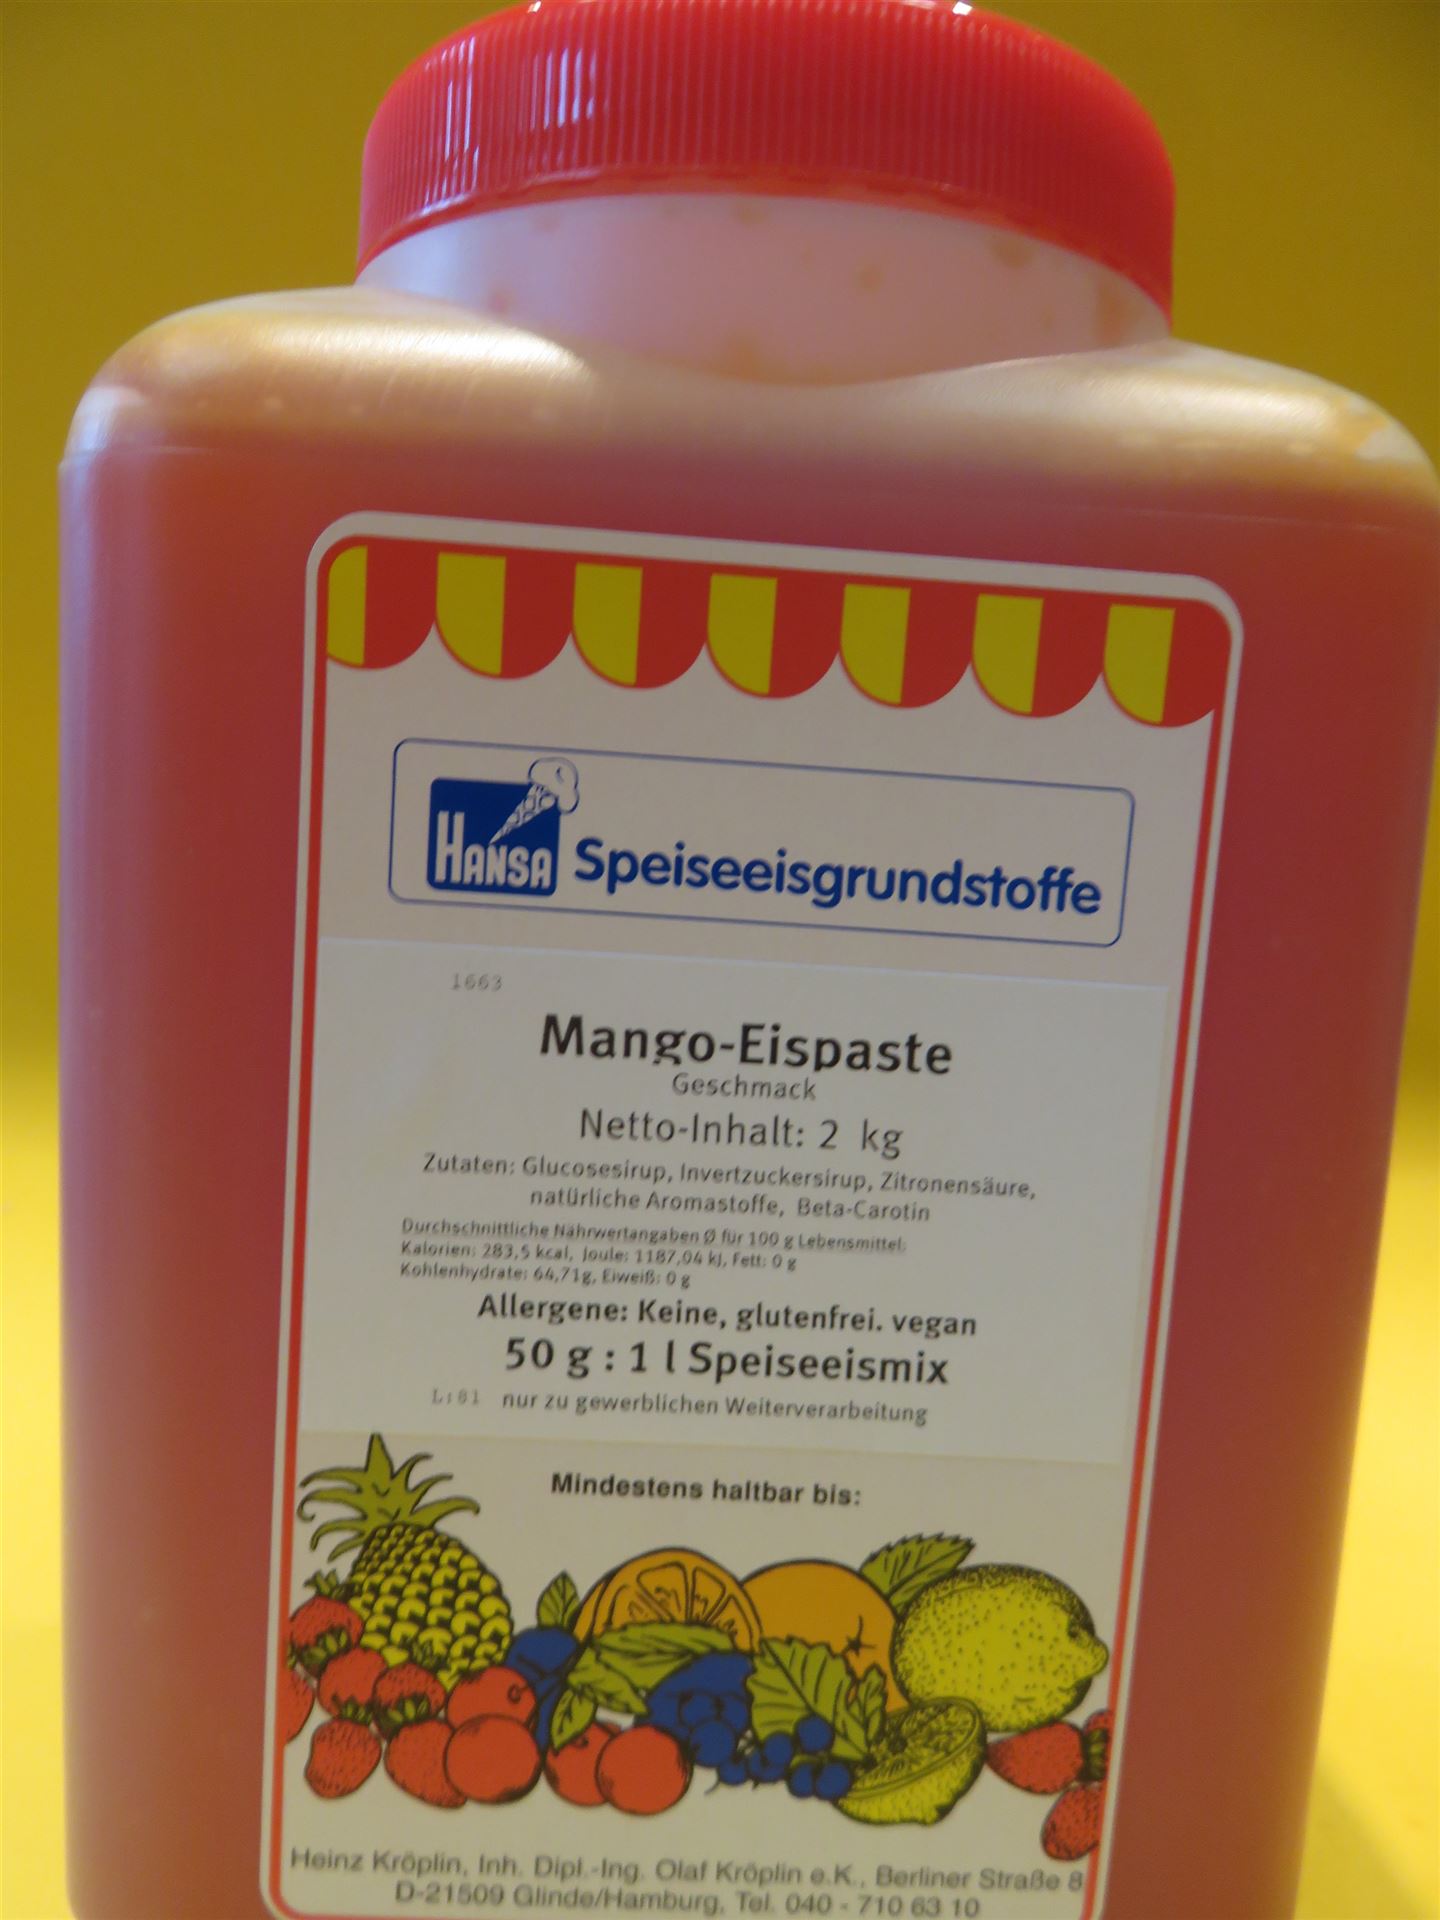 HANSA Speiseeisgrundstoffe
1663
Mango-Eispaste
Geschmack
Netto-Inhalt: 2 kg
Zutaten: Glucosesirup, Invertzuckersirup, Zitronensäure,
natürliche Aromastoffe, Beta-Carotin
Durchschnittliche Nährwertangaben Ø für 100 g Lebensmittel:
Kalorien: 283,5 kcal, Joule: 1187,04 kJ, Fett: 0 g
Kohlenhydrate: 64,71g, Eiweiß: 0 g
Allergene: Keine, glutenfrei. vegan
50 g : 1 l Speiseeismix
L:81 nur zu gewerblichen Weiterverarbeitung
Mindestens haltbar bis:
Heinz Kröplin, Inh. Dipl.-Ing. Olaf Kröplin e.K., Berliner Straße 8
D-21509 Glinde/Hamburg, Tel. 040 - 710 63 10